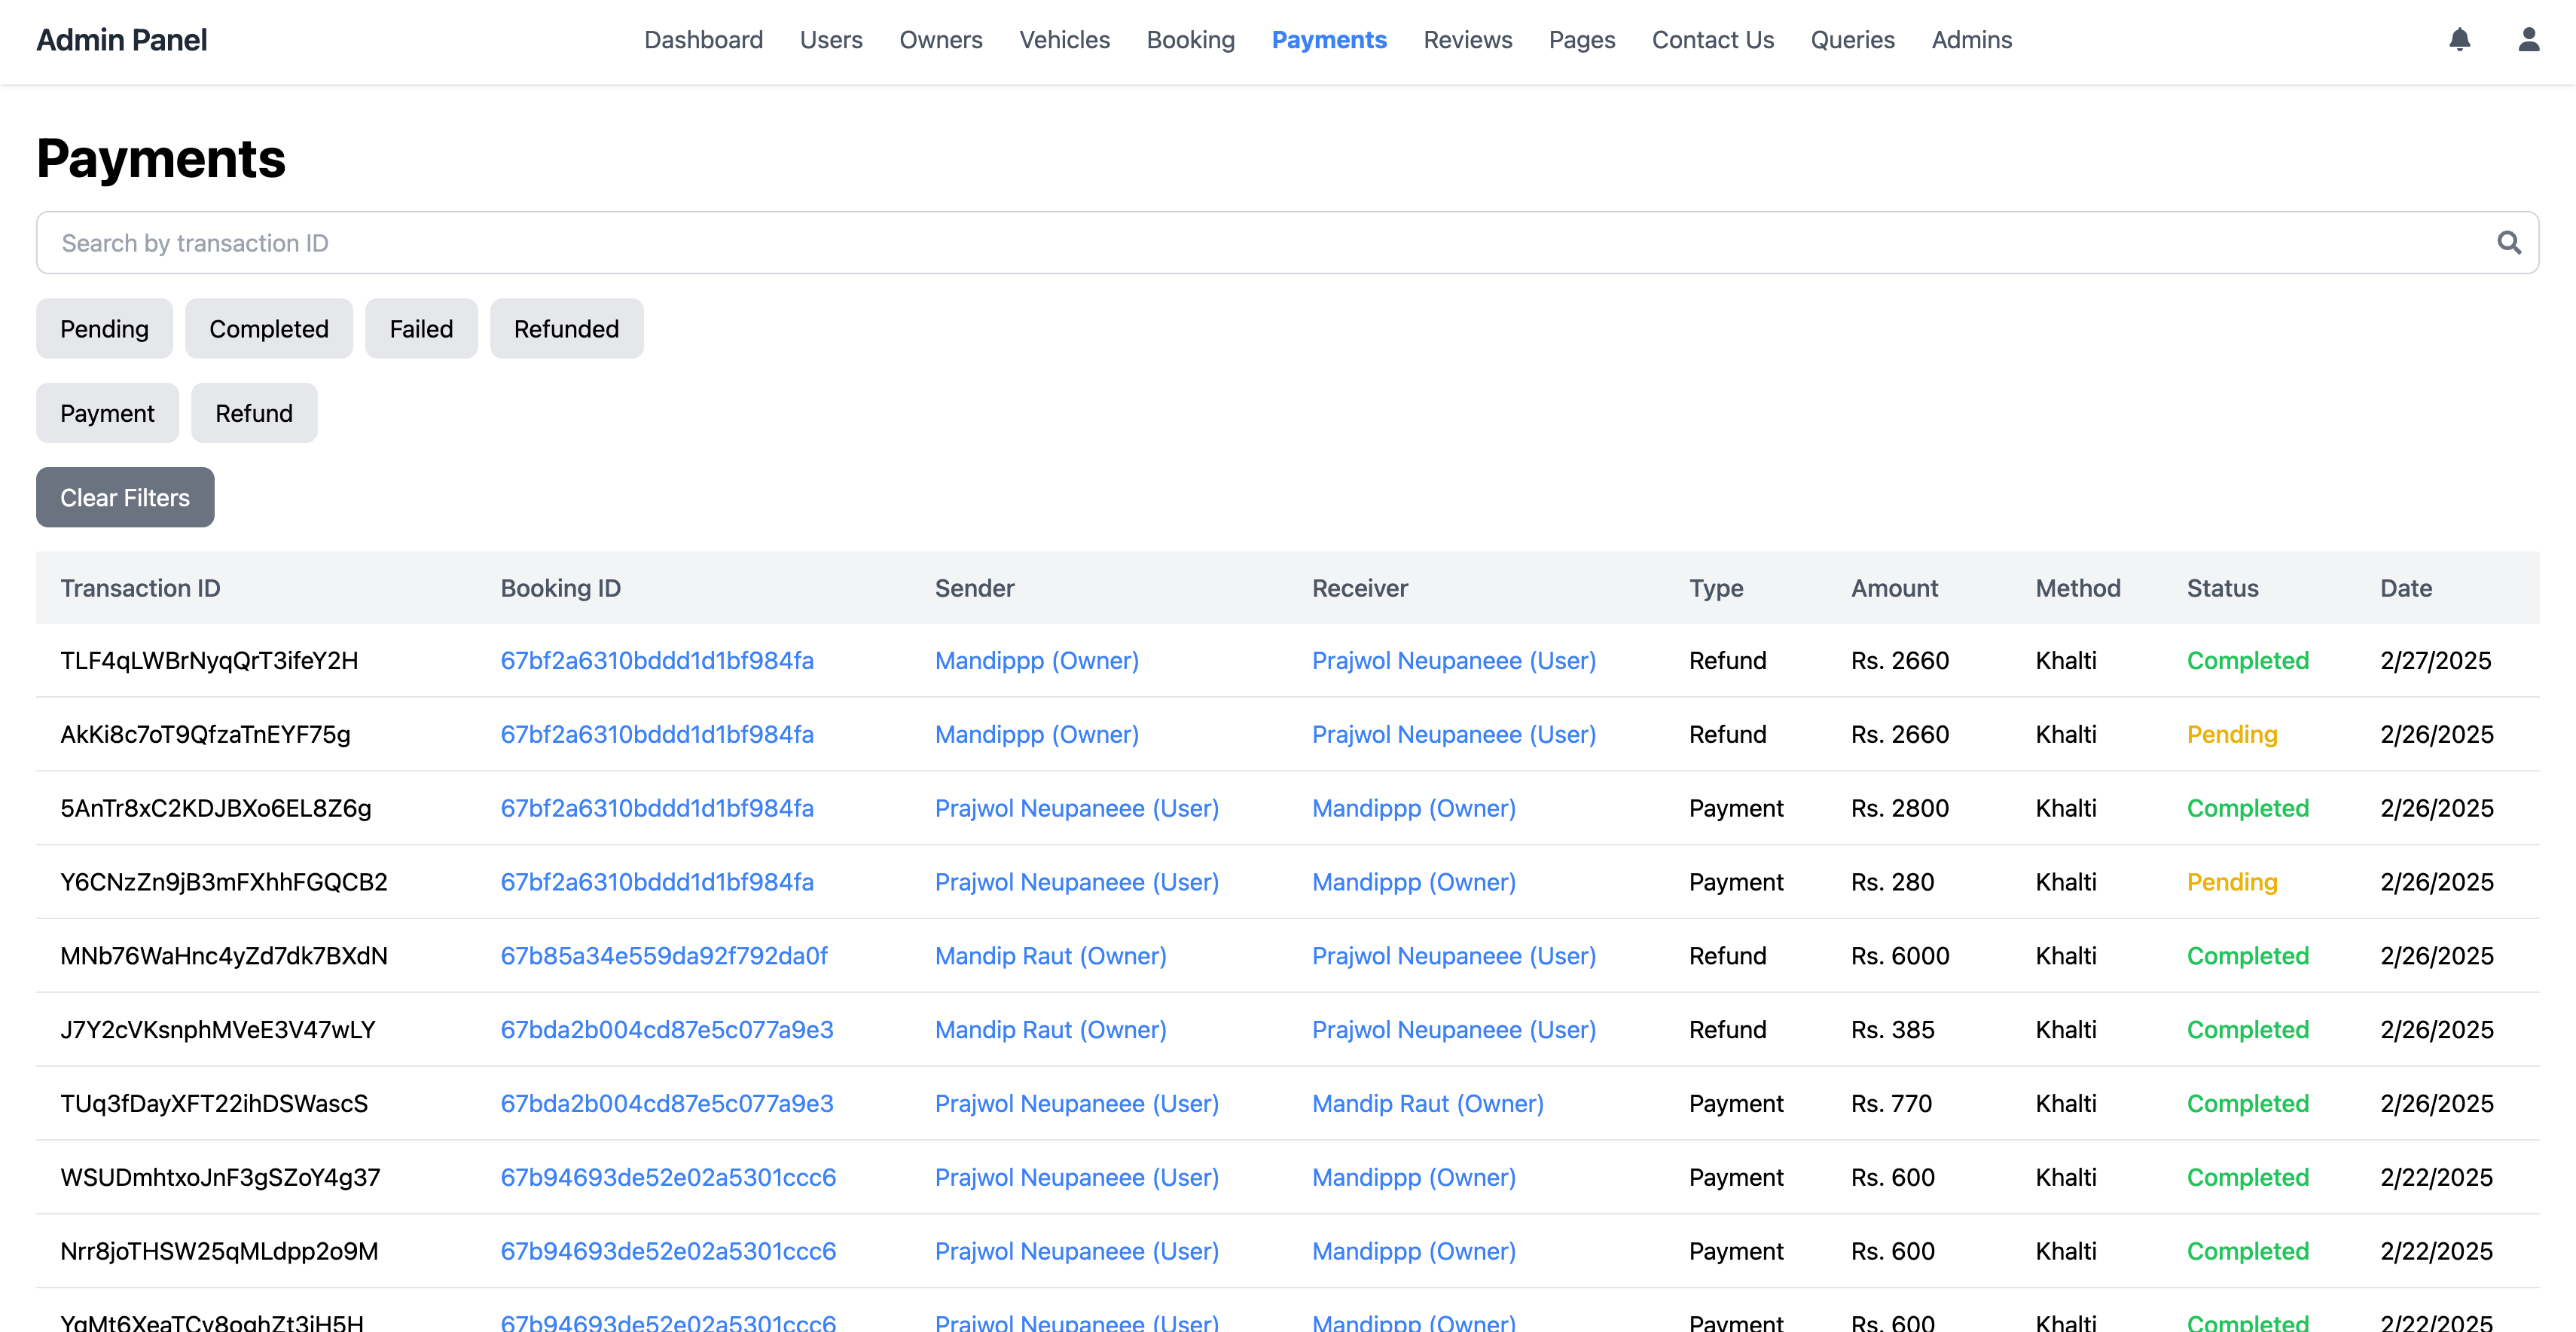 Admin Panel Dashboard Users Owners Vehicles Booking Payments Reviews Pages Contact Us Queries Admins
Payments
Search by transaction ID
Pending Completed Failed Refunded
Payment Refund
Clear Filters
Transaction ID Booking ID Sender Receiver Type Amount Method Status Date
TLF4qLWBrNyqQrT3ifeY2H 67bf2a6310bddd1d1bf984fa Mandippp (Owner) Prajwol Neupaneee (User) Refund Rs. 2660 Khalti Completed 2/27/2025
AkKi8c7oT9QfzaTnEYF75g 67bf2a6310bddd1d1bf984fa Mandippp (Owner) Prajwol Neupaneee (User) Refund Rs. 2660 Khalti Pending 2/26/2025
5AnTr8xC2KDJBXo6EL8Z6g 67bf2a6310bddd1d1bf984fa Prajwol Neupaneee (User) Mandippp (Owner) Payment Rs. 2800 Khalti Completed 2/26/2025
Y6CNzZn9jB3mFXhhFGQCB2 67bf2a6310bddd1d1bf984fa Prajwol Neupaneee (User) Mandippp (Owner) Payment Rs. 280 Khalti Pending 2/26/2025
MNb76WaHnc4yZd7dk7BXdN 67b85a34e559da92f792da0f Mandip Raut (Owner) Prajwol Neupaneee (User) Refund Rs. 6000 Khalti Completed 2/26/2025
J7Y2cVKsnphMVeE3V47wLY 67bda2b004cd87e5c077a9e3 Mandip Raut (Owner) Prajwol Neupaneee (User) Refund Rs. 385 Khalti Completed 2/26/2025
TUq3fDayXFT22ihDSWascS 67bda2b004cd87e5c077a9e3 Prajwol Neupaneee (User) Mandip Raut (Owner) Payment Rs. 770 Khalti Completed 2/26/2025
WSUDmhtxoJnF3gSZoY4g37 67b94693de52e02a5301ccc6 Prajwol Neupaneee (User) Mandippp (Owner) Payment Rs. 600 Khalti Completed 2/22/2025
Nrr8joTHSW25qMLdpp2o9M 67b94693de52e02a5301ccc6 Prajwol Neupaneee (User) Mandippp (Owner) Payment Rs. 600 Khalti Completed 2/22/2025
67b94693de52e02a5301ccc6 Prajwol Neupaneee (User) Mandippp (Owner) Payment Rs. 600 Khalti Completed 2/22/2025